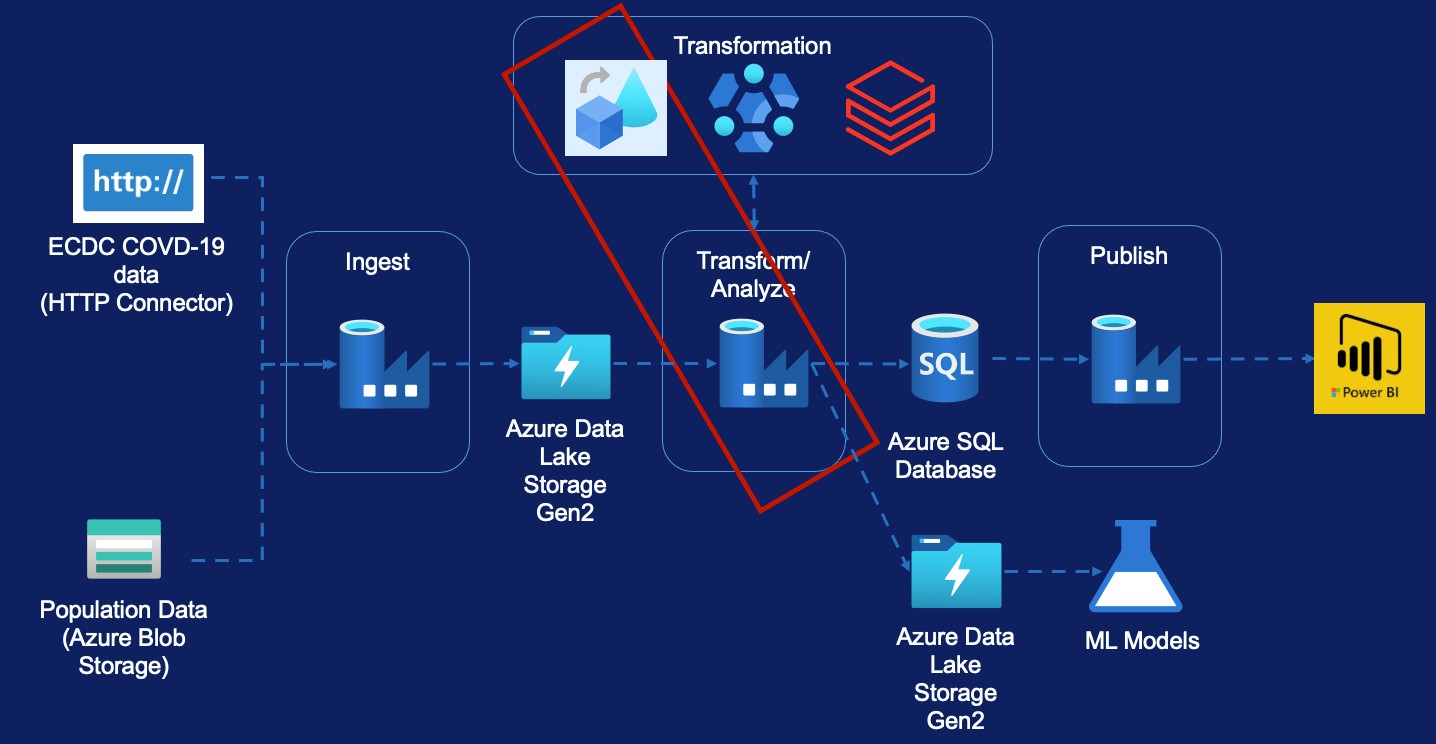 Transformation
http://
ECDC COVD-19
data
(HTTP Connector)
Ingest
Transform/
Analyze
Publish
SQL
Power BI
Azure Data
Lake
Storage
Gen2
Azure SQL
Database
Population Data
(Azure Blob
Storage)
Azure Data
Lake
Storage
Gen2
ML Models